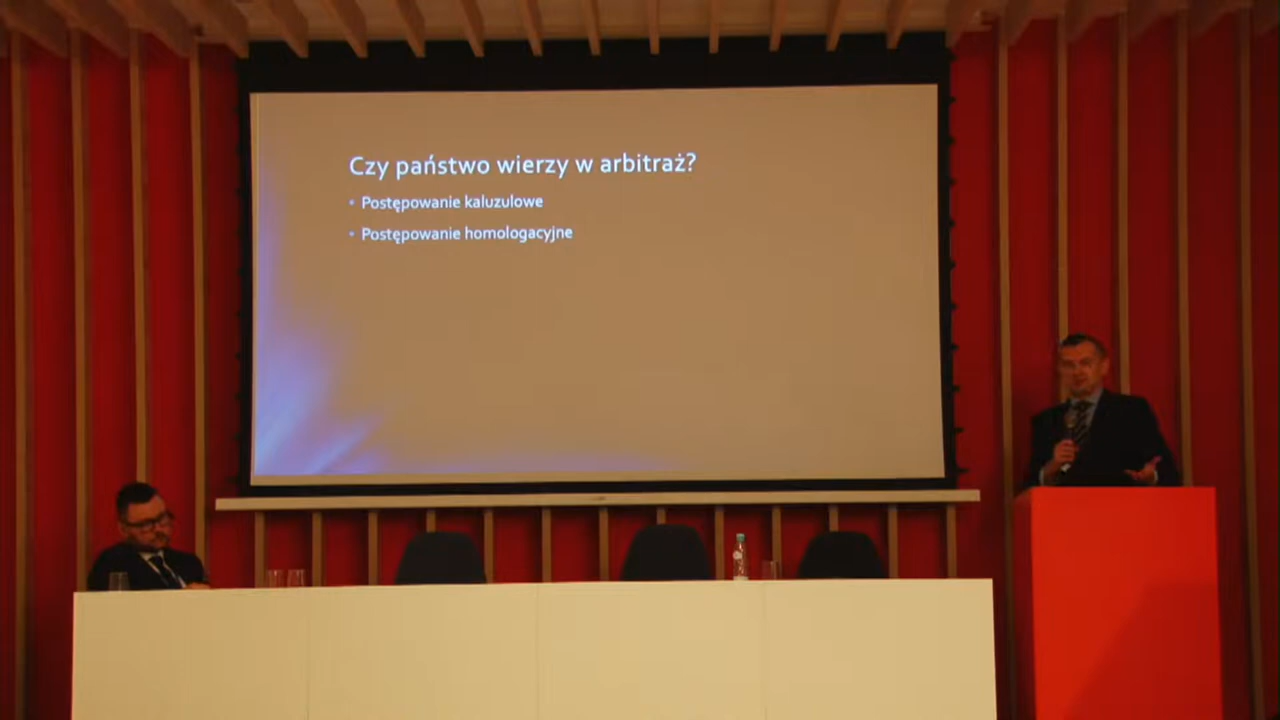 Czy państwo wierzy w arbitraż?
• Postępowanie kaluzulowe
• Postępowanie homologacyjne